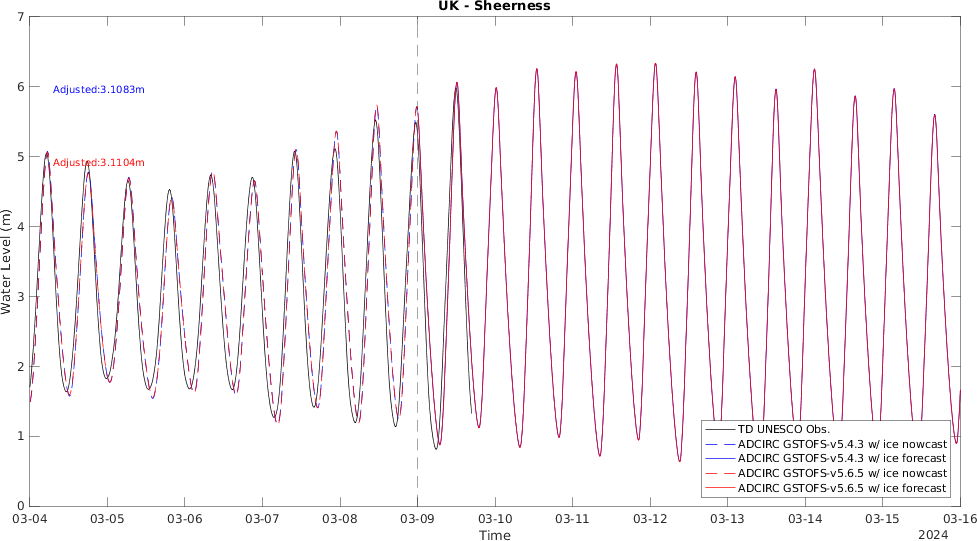 UK - Sheerness
7
6
5
4
3
2
1
0
Water Level (m)
Adjusted:3.1083m
Adjusted:3.1104m
TD UNESCO Obs.
ADCIRC GSTOFS-v5.4.3 w/ ice nowcast
ADCIRC GSTOFS-v5.4.3 w/ ice forecast
ADCIRC GSTOFS-v5.6.5 w/ ice nowcast
ADCIRC GSTOFS-v5.6.5 w/ ice forecast
03-04 03-05 03-06 03-07 03-08 03-09 03-10 03-11 03-12 03-13 03-14 03-15 03-16
Time
2024